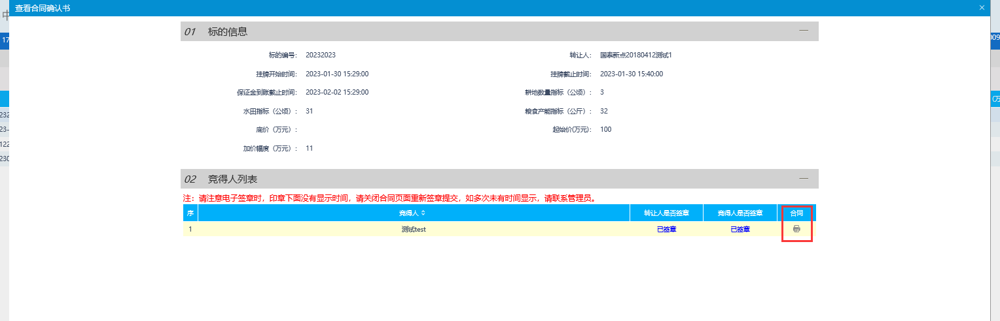 查看合同确认书
中
17
009
01 标的信息
标的编号： 20232023 转让人： 国泰新点20180412测试1
挂牌开始时间： 2023-01-30 15:29:00 挂牌截止时间： 2023-01-30 15:40:00
保证金到账截止时间： 2023-02-02 15:29:00 耕地数量指标（公顷）： 3
水田指标（公顷）： 31 粮食产能指标（公斤）： 32
底价（万元）： 起始价(万元)： 100
加价幅度（万元）： 11
(万
232
23-
122
230
02 竞得人列表
注：请注意电子签章时，印章下面没有显示时间，请关闭合同页面重新签章提交，如多次未有时间显示，请联系管理员。
序 竞得人 转让人是否签章 竞得人是否签章 合同
1 测试test 已签章 已签章